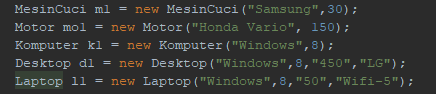 MesinCuci m1 = new MesinCuci("Samsung",30);
Motor mo1 = new Motor("Honda Vario", 150);
Komputer k1 = new Komputer("Windows",8);
Desktop d1 = new Desktop("Windows",8,"450","LG");
Laptop l1 = new Laptop("Windows",8,"50","Wifi-5");